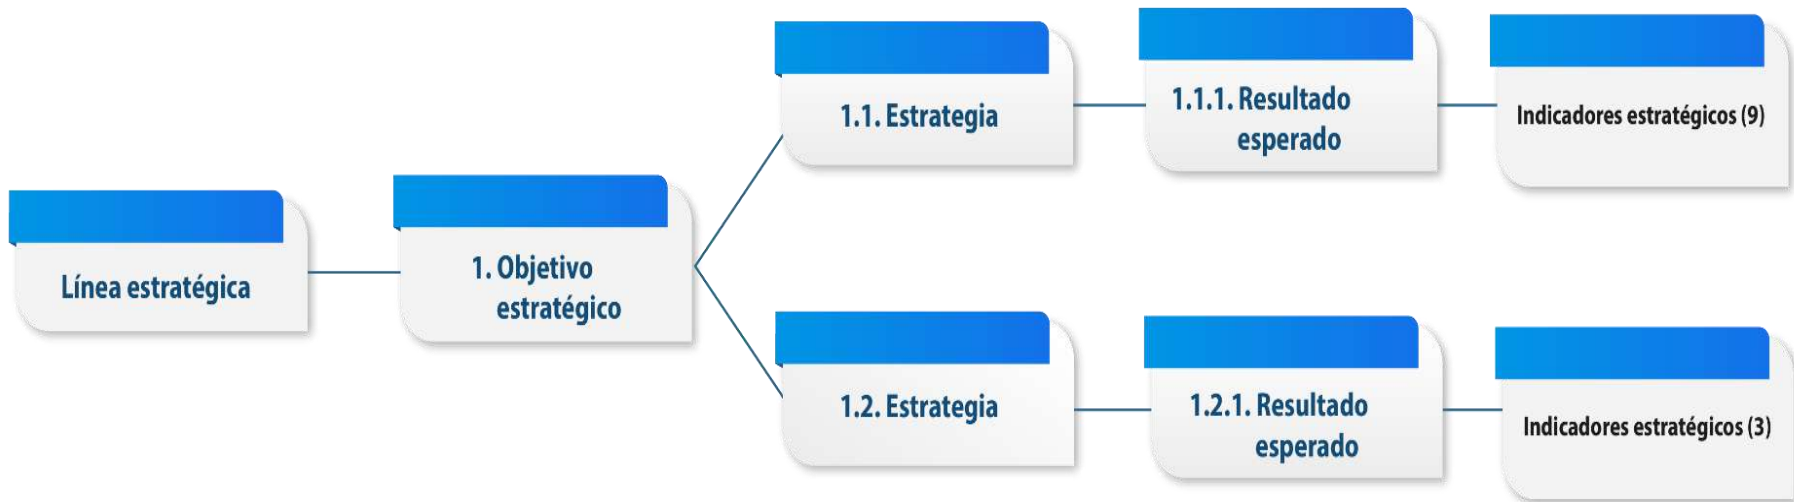 Línea estratégica
1. Objetivo
estratégico
1.1. Estrategia
1.1.1. Resultado
esperado
Indicadores estratégicos (9)
1.2. Estrategia
1.2.1. Resultado
esperado
Indicadores estratégicos (3)